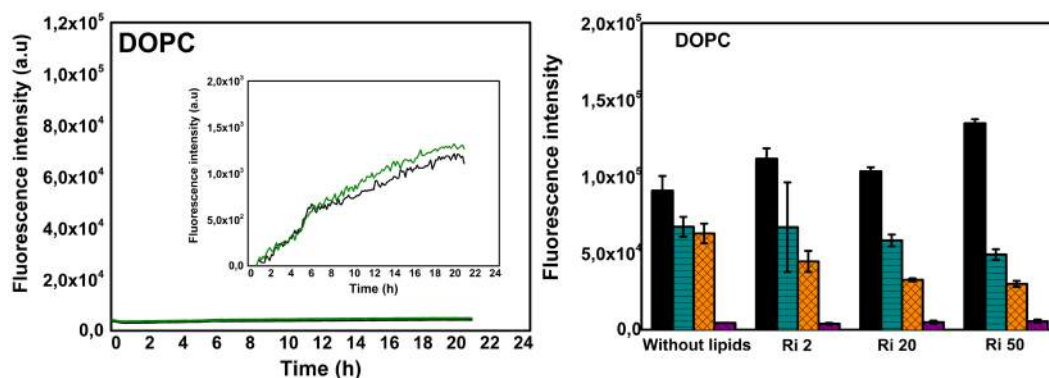 DOPC
Fluorescence intensity (a.u)
1,2x10⁵
1,0x10⁵
8,0x10⁴
6,0x10⁴
4,0x10⁴
2,0x10⁴
0,0
0 2 4 6 8 10 12 14 16 18 20 22 24
Time (h)
Fluorescence intensity (a.u)
2,0x10³
1,5x10³
1,0x10³
5,0x10²
0,0
0 2 4 6 8 10 12 14 16 18 20 22 24
Time (h)
DOPC
Fluorescence intensity
2,0x10⁵
1,5x10⁵
1,0x10⁵
5,0x10⁴
0,0
Without lipids Ri 2 Ri 20 Ri 50